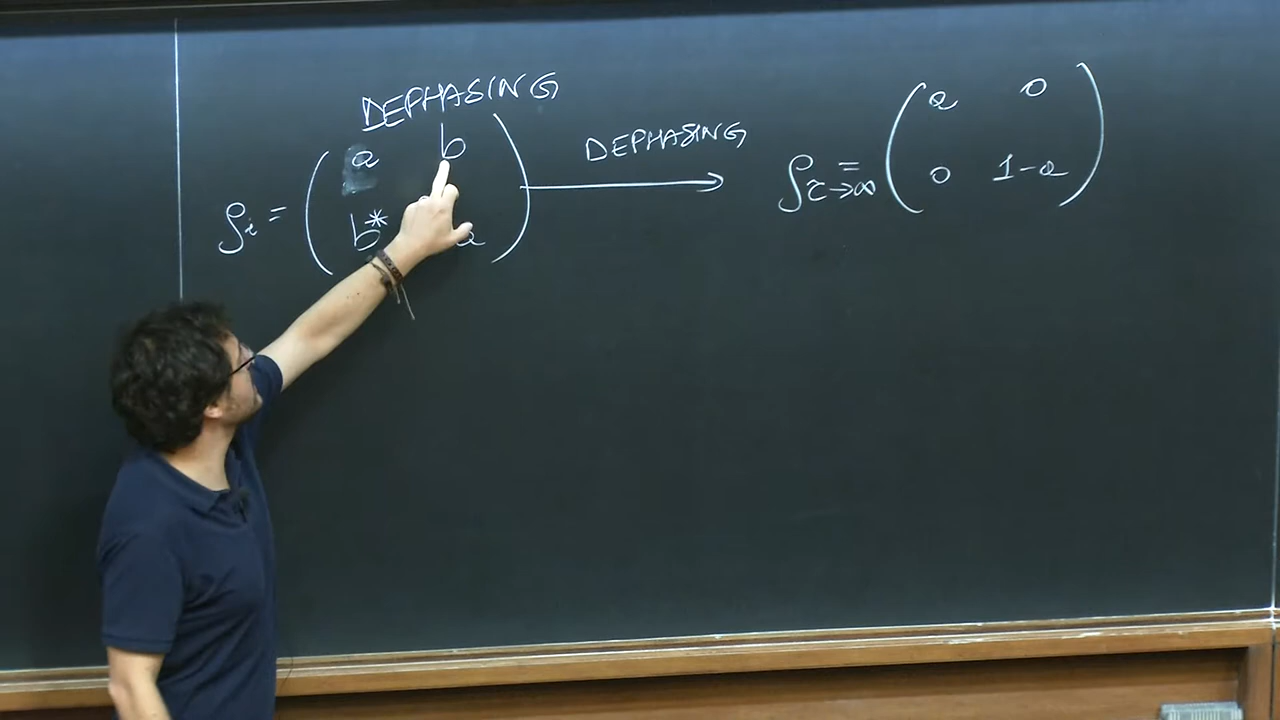 DEPHASING
ρi = ( a b
b* a )
DEPHASING
ρτ→∞ = ( a 0
0 1-a )